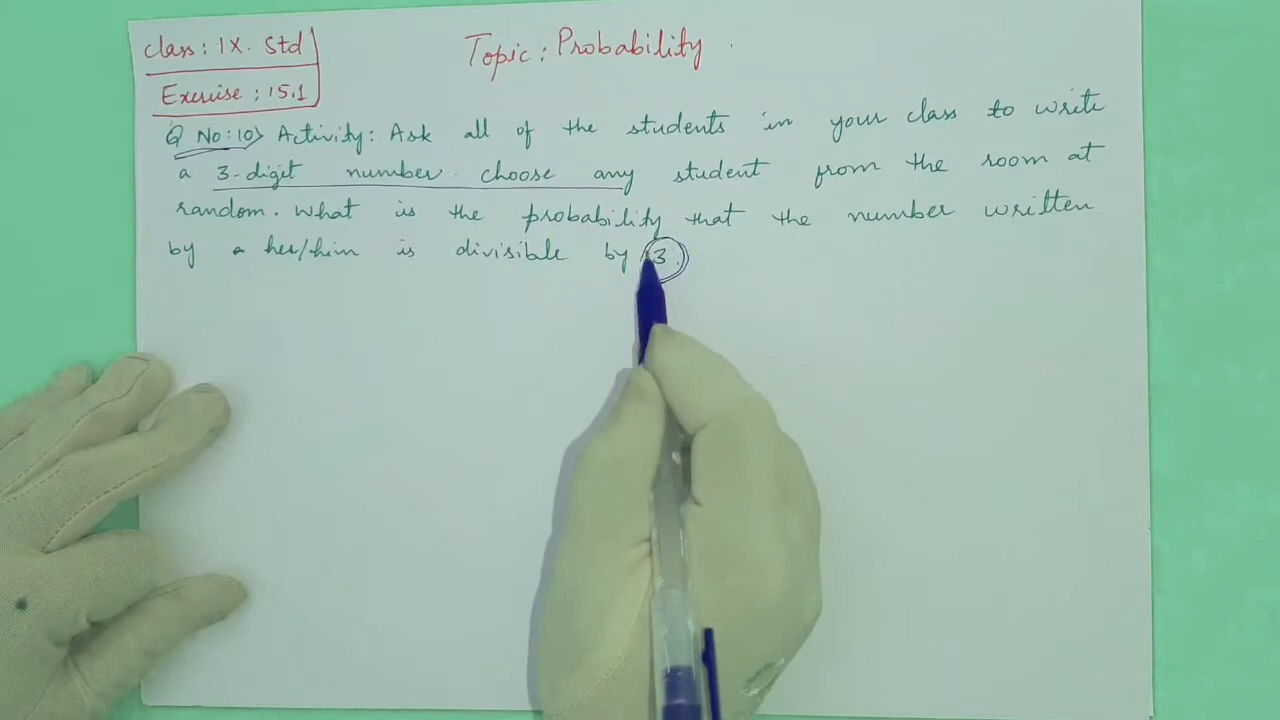 Class: IX. Std
Topic: Probability.
Exercise: 15.1
Q No: 10> Activity: Ask all of the students in your class to write
a 3-digit number. choose any student from the room at
random. What is the probability that the number written
by a her/him is divisible by 3.